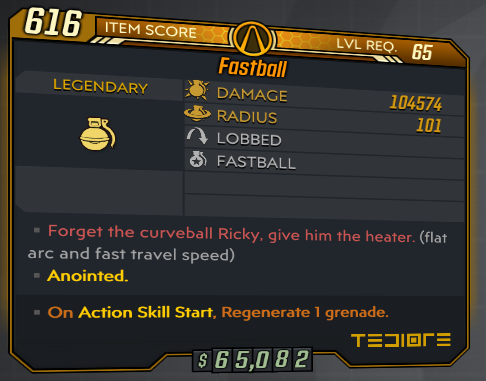 616 ITEM SCORE LVL REQ. 65
Fastball
LEGENDARY
DAMAGE 104574
RADIUS 101
LOBBED
FASTBALL
Forget the curveball Ricky, give him the heater. (flat
arc and fast travel speed)
Anointed.
On Action Skill Start, Regenerate 1 grenade.
TEDIORE
$65,082